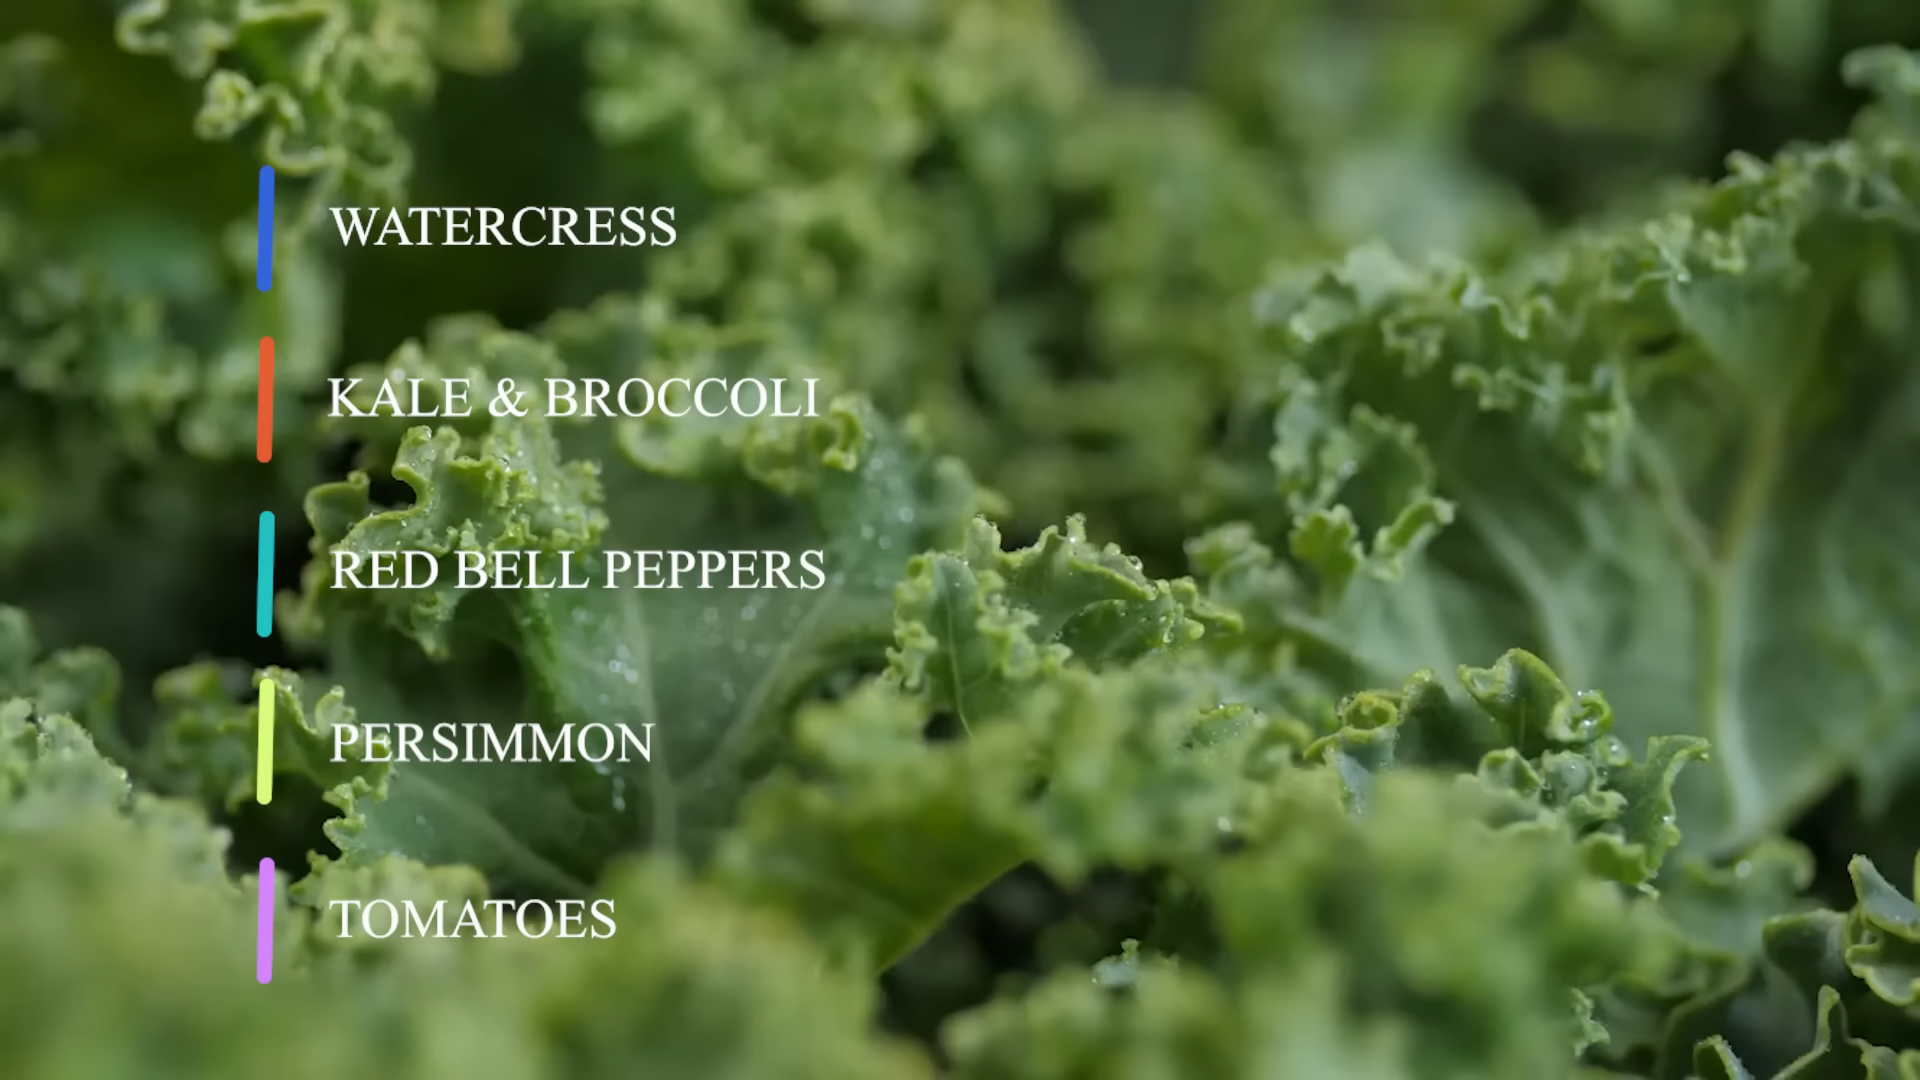 WATERCRESS
KALE & BROCCOLI
RED BELL PEPPERS
PERSIMMON
TOMATOES